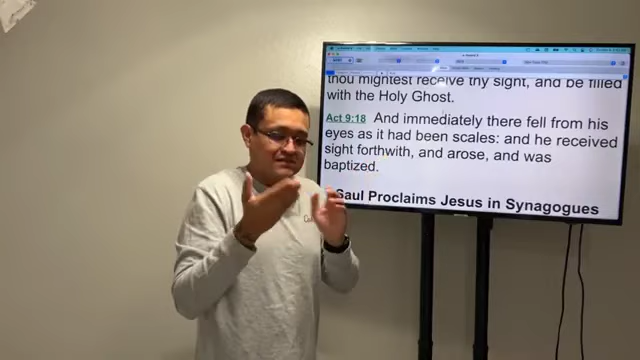 thou mightest receive thy sight, and be filled
with the Holy Ghost.
Act 9:18 And immediately there fell from his
eyes as it had been scales: and he received
sight forthwith, and arose, and was
baptized.
Saul Proclaims Jesus in Synagogues